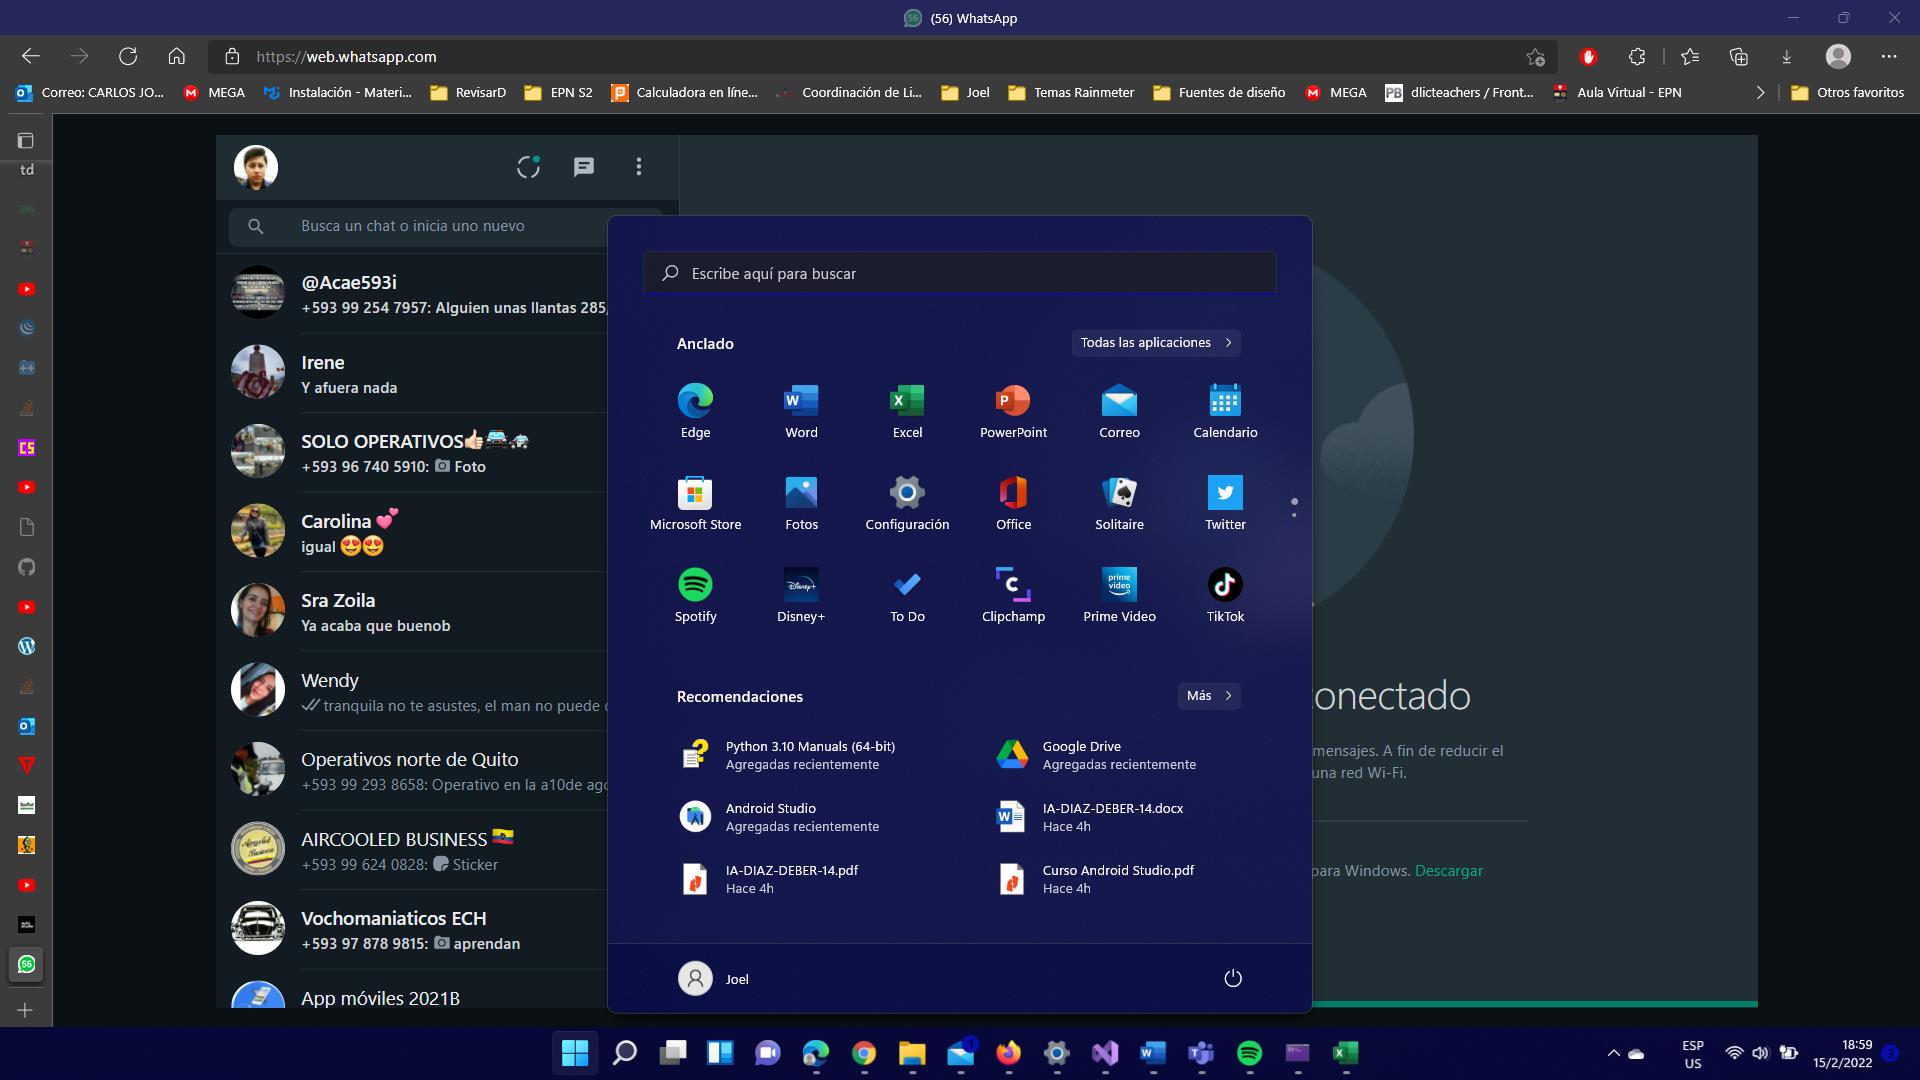 (56) WhatsApp
https://web.whatsapp.com
Correo: CARLOS JO...
MEGA
Instalación - Materi...
RevisarD
EPN S2
Calculadora en líne...
Coordinación de Li...
Joel
Temas Rainmeter
Fuentes de diseño
MEGA
dlicteachers / Front...
Aula Virtual - EPN
Otros favoritos
td
Busca un chat o inicia uno nuevo
@Acae593i
+593 99 254 7957: Alguien unas llantas 285,
Irene
Y afuera nada
SOLO OPERATIVOS👍🏻🚔🚓
+593 96 740 5910: 📷 Foto
Carolina 💕
igual 😍😍
Sra Zoila
Ya acaba que buenob
Wendy
tranquila no te asustes, el man no puede
Operativos norte de Quito
+593 99 293 8658: Operativo en la a10de ago
AIRCOOLED BUSINESS 🇪🇨
+593 99 624 0828: Sticker
Vochomaniaticos ECH
+593 97 878 9815: 📷 aprendan
App móviles 2021B
Escribe aquí para buscar
Anclado
Todas las aplicaciones
Edge
Word
Excel
PowerPoint
Correo
Calendario
Microsoft Store
Fotos
Configuración
Office
Solitaire
Twitter
Spotify
Disney+
To Do
Clipchamp
Prime Video
TikTok
Recomendaciones
Más
Python 3.10 Manuals (64-bit)
Agregadas recientemente
Google Drive
Agregadas recientemente
Android Studio
Agregadas recientemente
IA-DIAZ-DEBER-14.docx
Hace 4h
IA-DIAZ-DEBER-14.pdf
Hace 4h
Curso Android Studio.pdf
Hace 4h
Joel
onectado
mensajes. A fin de reducir el
una red Wi-Fi.
para Windows. Descargar
ESP
US
18:59
15/2/2022
3